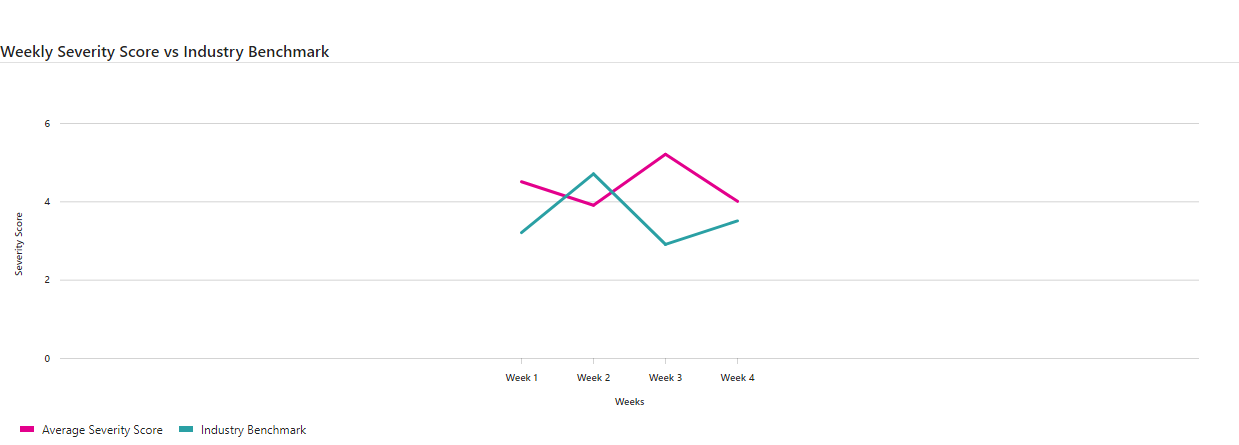 Weekly Severity Score vs Industry Benchmark
6
4
2
0
Severity Score
Week 1 Week 2 Week 3 Week 4
Weeks
Average Severity Score Industry Benchmark